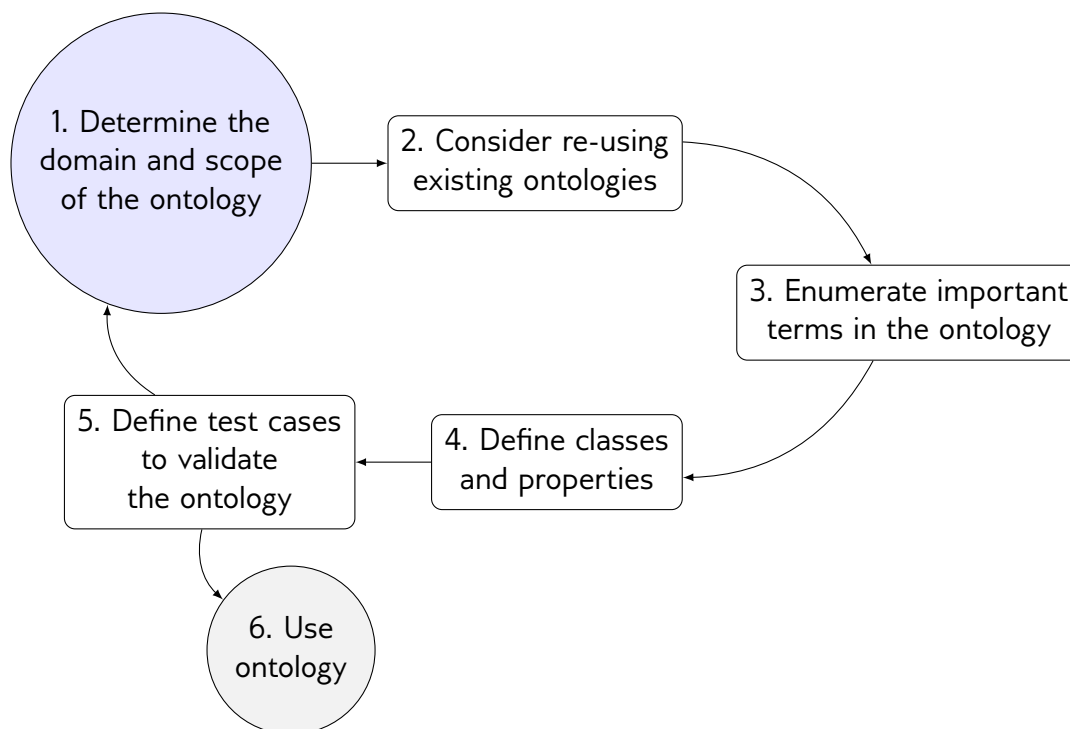 1. Determine the
domain and scope
of the ontology
2. Consider re-using
existing ontologies
3. Enumerate important
terms in the ontology
4. Define classes
and properties
5. Define test cases
to validate
the ontology
6. Use
ontology